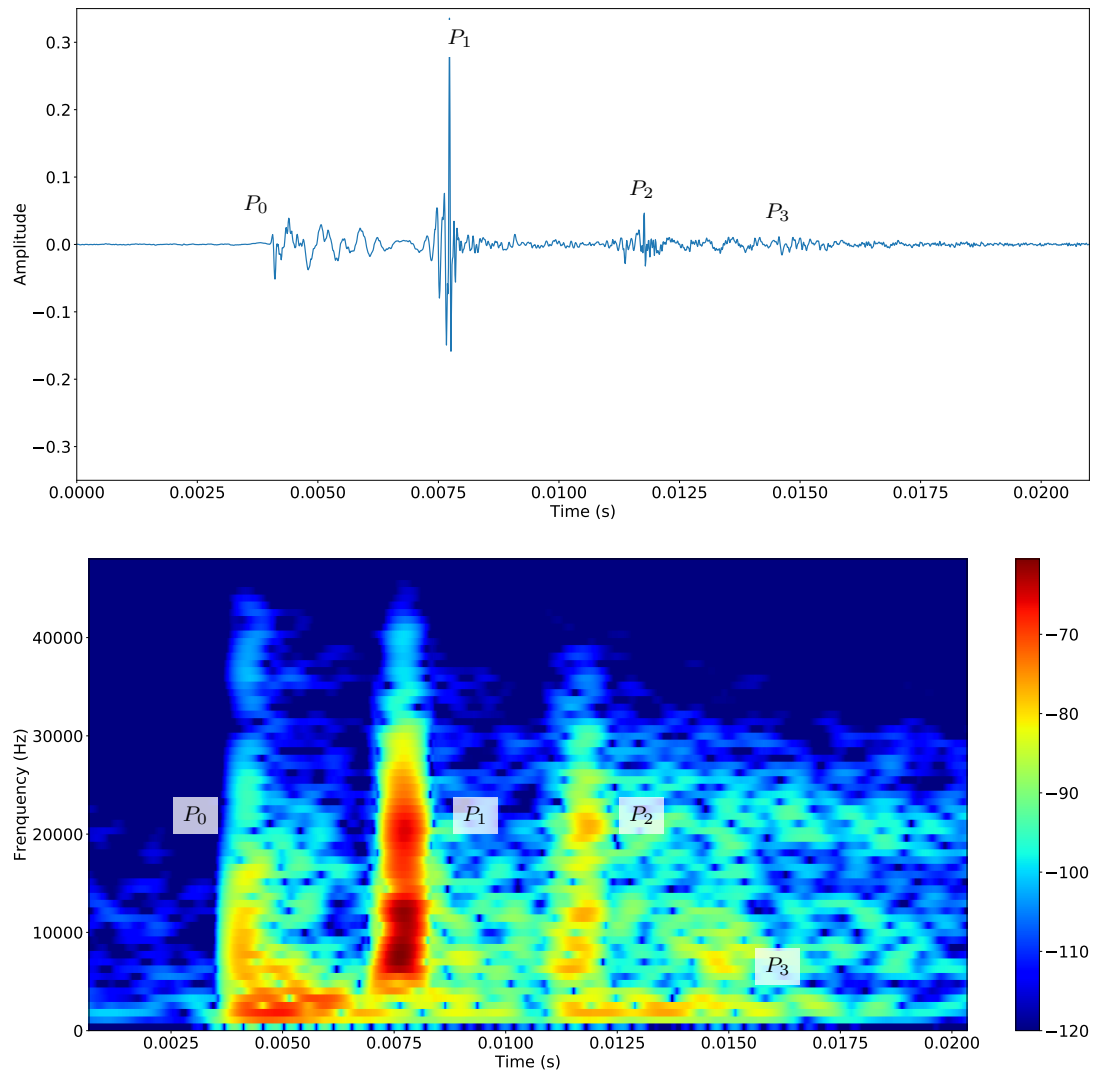 0.3
0.2
0.1
0.0
−0.1
−0.2
−0.3
Amplitude
P0
P1
P2
P3
0.0000 0.0025 0.0050 0.0075 0.0100 0.0125 0.0150 0.0175 0.0200
Time (s)
40000
30000
20000
10000
0
Frenquency (Hz)
P0
P1
P2
P3
0.0025 0.0050 0.0075 0.0100 0.0125 0.0150 0.0175 0.0200
Time (s)
−70
−80
−90
−100
−110
−120